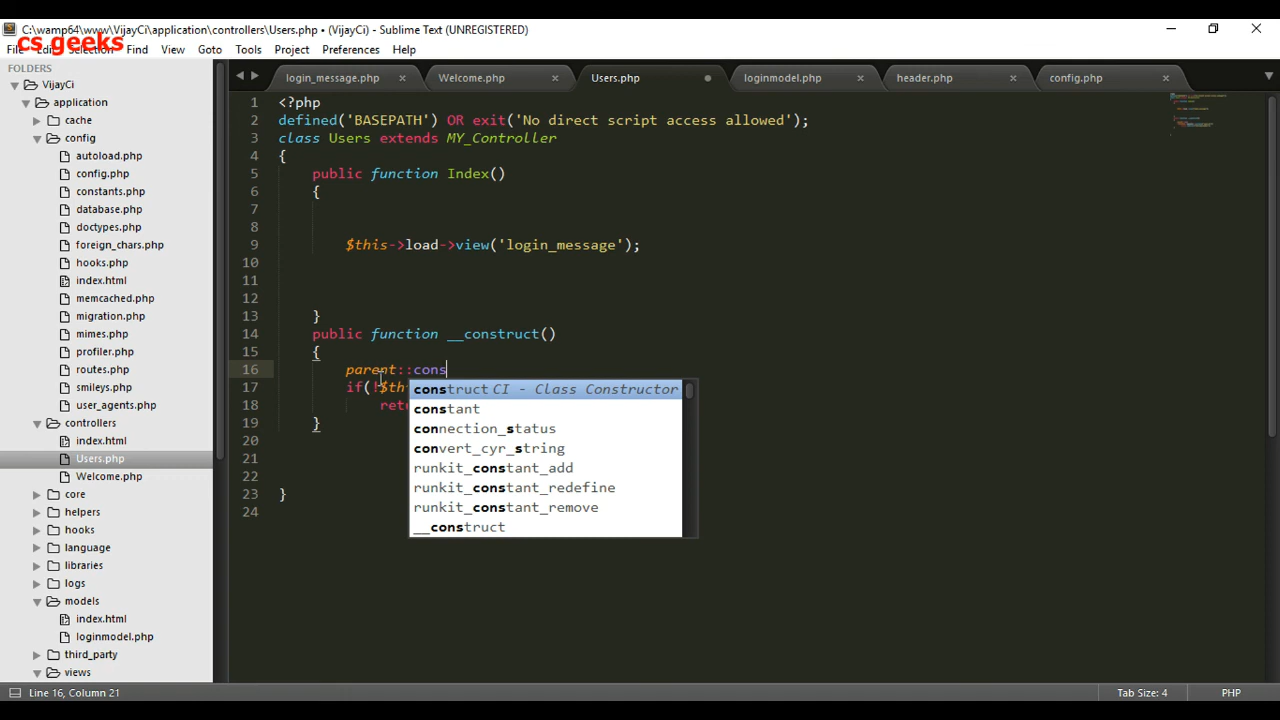 C:\wamp64\www\VijayCi\application\controllers\Users.php • (VijayCi) - Sublime Text (UNREGISTERED)
cs geeks
File Edit Selection Find View Goto Tools Project Preferences Help
FOLDERS
VijayCi
application
cache
config
autoload.php
config.php
constants.php
database.php
doctypes.php
foreign_chars.php
hooks.php
index.html
memcached.php
migration.php
mimes.php
profiler.php
routes.php
smileys.php
user_agents.php
controllers
index.html
Users.php
Welcome.php
core
helpers
hooks
language
libraries
logs
models
index.html
loginmodel.php
third_party
views
login_message.php Welcome.php Users.php loginmodel.php header.php config.php
1 <?php
2 defined('BASEPATH') OR exit('No direct script access allowed');
3 class Users extends MY_Controller
4 {
5 public function Index()
6 {
7
8
9 $this->load->view('login_message');
10
11
12
13 }
14 public function __construct()
15 {
16 parent::cons
17 if(!$th
18 retu
19 }
20
21
22
23 }
24
construct CI - Class Constructor
constant
connection_status
convert_cyr_string
runkit_constant_add
runkit_constant_redefine
runkit_constant_remove
__construct
Line 16, Column 21 Tab Size: 4 PHP